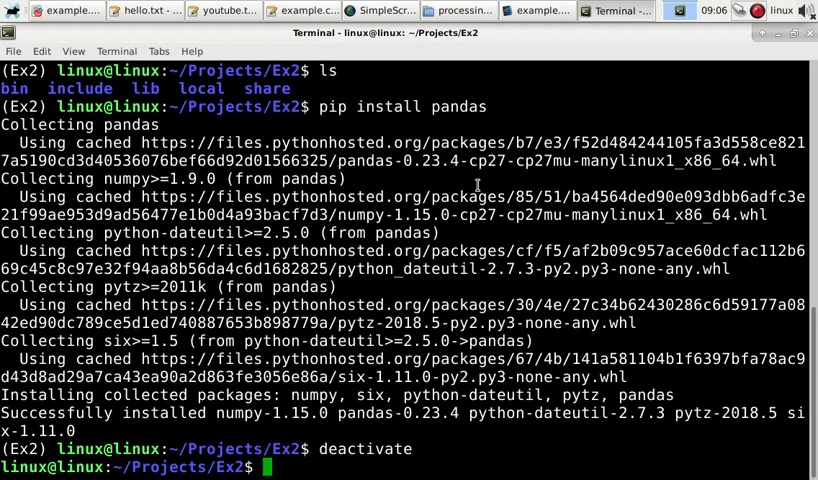 example.... hello.txt - ... youtube.t... example.c... SimpleScr... processin... example.... Terminal -... 09:06 linux
Terminal - linux@linux: ~/Projects/Ex2
File Edit View Terminal Tabs Help
(Ex2) linux@linux:~/Projects/Ex2$ ls
bin include lib local share
(Ex2) linux@linux:~/Projects/Ex2$ pip install pandas
Collecting pandas
Using cached https://files.pythonhosted.org/packages/b7/e3/f52d484244105fa3d558ce821
7a5190cd3d40536076bef66d92d01566325/pandas-0.23.4-cp27-cp27mu-manylinux1_x86_64.whl
Collecting numpy>=1.9.0 (from pandas)
Using cached https://files.pythonhosted.org/packages/85/51/ba4564ded90e093dbb6adfc3e
21f99ae953d9ad56477e1b0d4a93bacf7d3/numpy-1.15.0-cp27-cp27mu-manylinux1_x86_64.whl
Collecting python-dateutil>=2.5.0 (from pandas)
Using cached https://files.pythonhosted.org/packages/cf/f5/af2b09c957ace60dcfac112b6
69c45c8c97e32f94aa8b56da4c6d1682825/python_dateutil-2.7.3-py2.py3-none-any.whl
Collecting pytz>=2011k (from pandas)
Using cached https://files.pythonhosted.org/packages/30/4e/27c34b62430286c6d59177a08
42ed90dc789ce5d1ed740887653b898779a/pytz-2018.5-py2.py3-none-any.whl
Collecting six>=1.5 (from python-dateutil>=2.5.0->pandas)
Using cached https://files.pythonhosted.org/packages/67/4b/141a581104b1f6397bfa78ac9
d43d8ad29a7ca43ea90a2d863fe3056e86a/six-1.11.0-py2.py3-none-any.whl
Installing collected packages: numpy, six, python-dateutil, pytz, pandas
Successfully installed numpy-1.15.0 pandas-0.23.4 python-dateutil-2.7.3 pytz-2018.5 si
x-1.11.0
(Ex2) linux@linux:~/Projects/Ex2$ deactivate
linux@linux:~/Projects/Ex2$